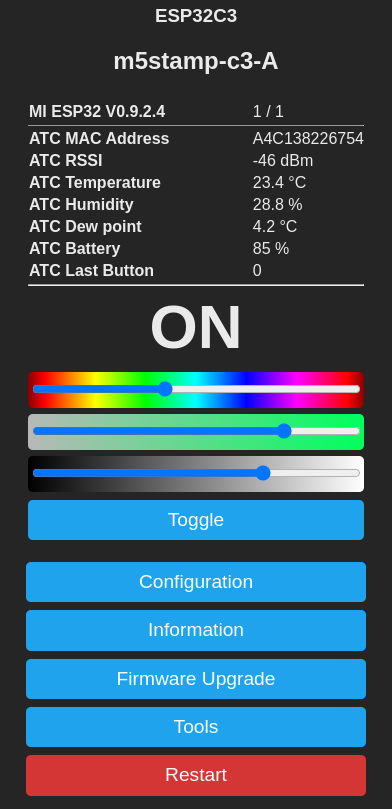 ESP32C3
m5stamp-c3-A
MI ESP32 V0.9.2.4 1 / 1
ATC MAC Address A4C138226754
ATC RSSI -46 dBm
ATC Temperature 23.4 °C
ATC Humidity 28.8 %
ATC Dew point 4.2 °C
ATC Battery 85 %
ATC Last Button 0
ON
Toggle
Configuration
Information
Firmware Upgrade
Tools
Restart